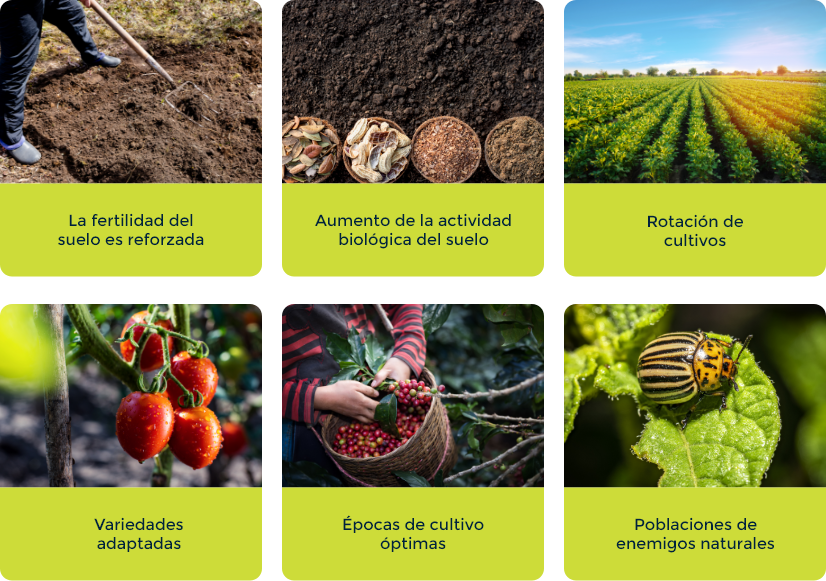 La fertilidad del
suelo es reforzada
Aumento de la actividad
biológica del suelo
Rotación de
cultivos
Variedades
adaptadas
Épocas de cultivo
óptimas
Poblaciones de
enemigos naturales